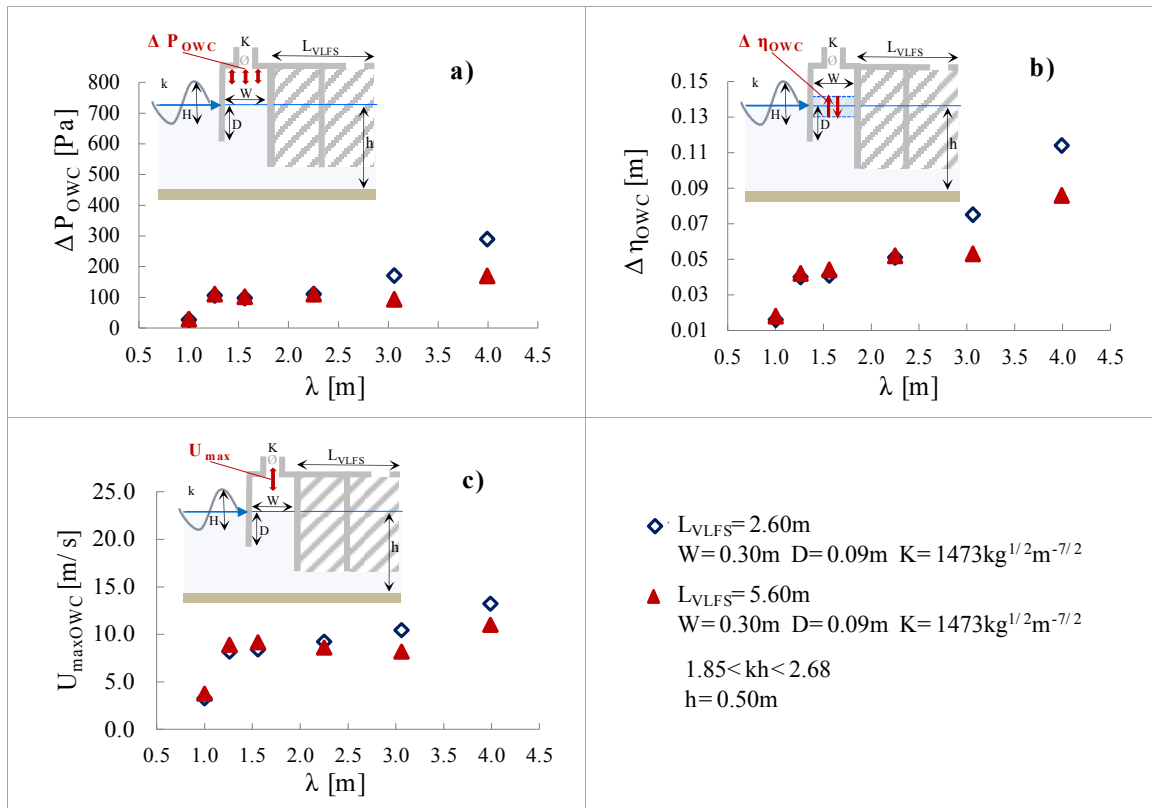 a)
Δ P_OWC
K
Ø
L_VLFS
k
H
W
D
h
ΔP_OWC [Pa]
800
700
600
500
400
300
200
100
0
0.5 1.0 1.5 2.0 2.5 3.0 3.5 4.0 4.5
λ [m]
b)
Δ η_OWC
K
Ø
L_VLFS
k
H
W
D
h
Δ η_OWC [m]
0.15
0.13
0.11
0.09
0.07
0.05
0.03
0.01
0.5 1.0 1.5 2.0 2.5 3.0 3.5 4.0 4.5
λ [m]
c)
U_max
K
Ø
L_VLFS
k
H
W
D
h
U_maxOWC [m/s]
25.0
20.0
15.0
10.0
5.0
0.0
0.5 1.0 1.5 2.0 2.5 3.0 3.5 4.0 4.5
λ [m]
L_VLFS=2.60m
W=0.30m D=0.09m K=1473kg^1/2m^-7/2
L_VLFS=5.60m
W=0.30m D=0.09m K=1473kg^1/2m^-7/2
1.85<kh<2.68
h=0.50m